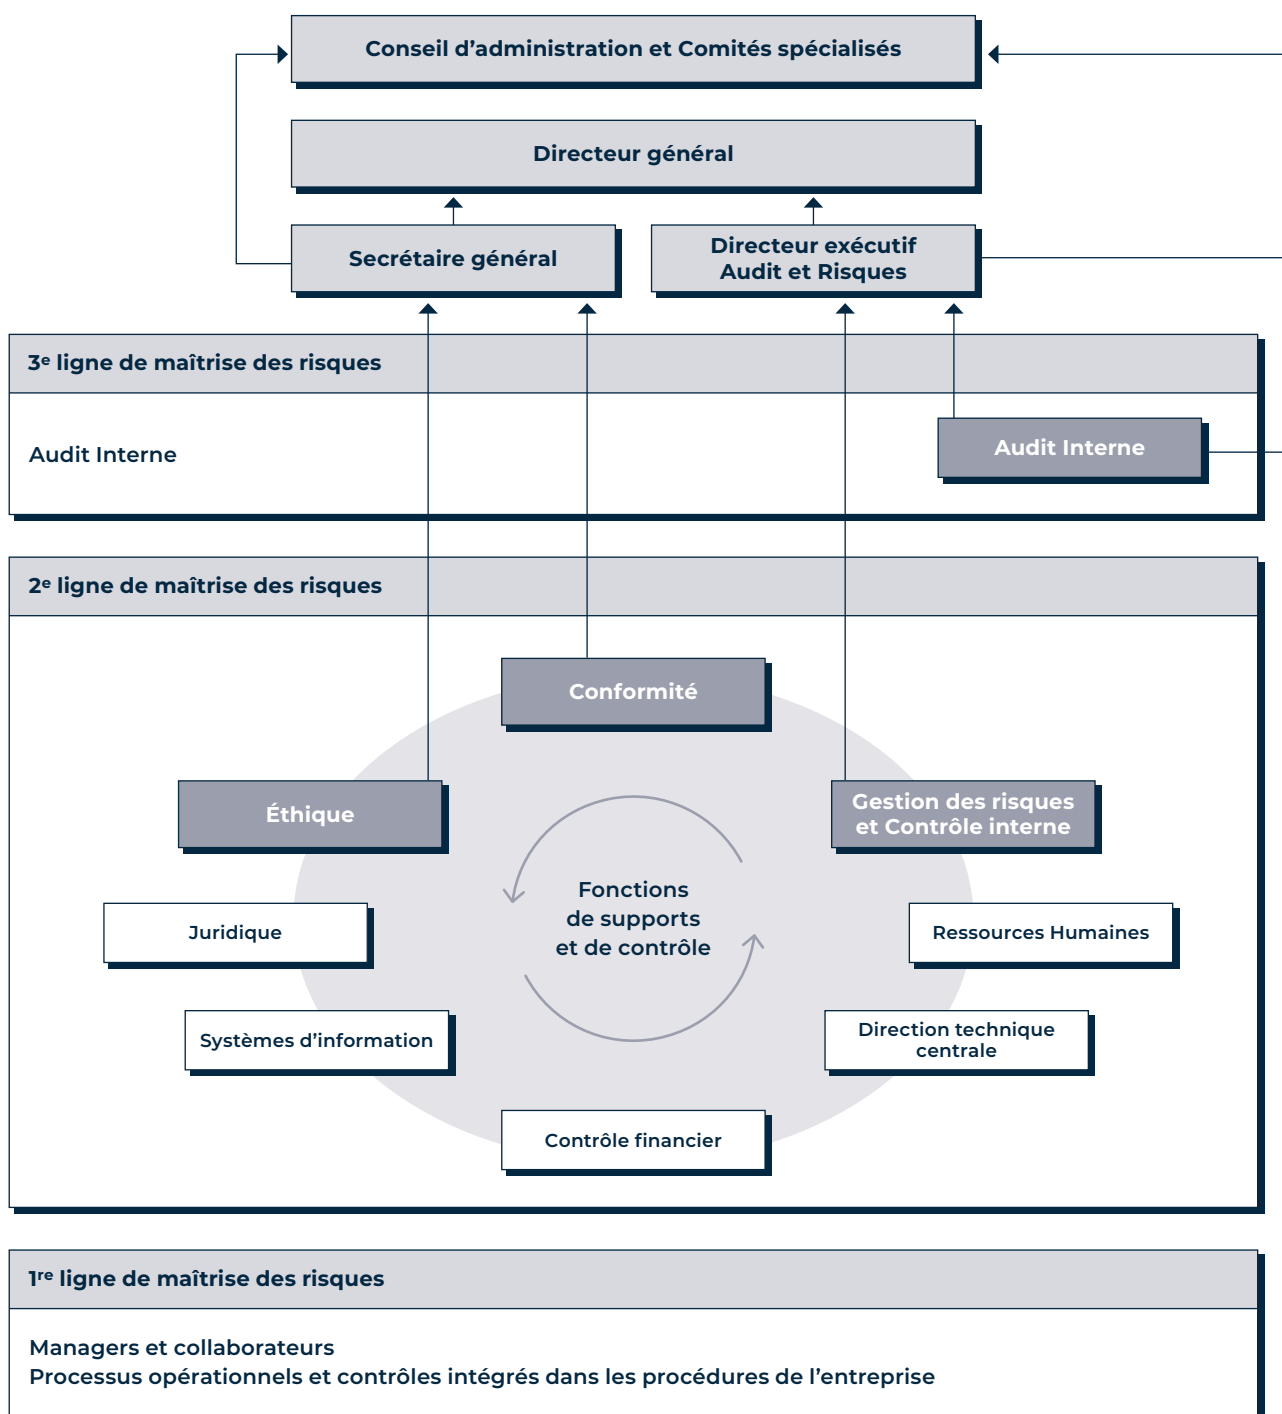 Conseil d’administration et Comités spécialisés
Directeur général
Secrétaire général
Directeur exécutif
Audit et Risques
3e ligne de maîtrise des risques
Audit Interne
Audit Interne
2e ligne de maîtrise des risques
Conformité
Éthique
Gestion des risques
et Contrôle interne
Fonctions
de supports
et de contrôle
Juridique
Ressources Humaines
Systèmes d’information
Direction technique
centrale
Contrôle financier
1re ligne de maîtrise des risques
Managers et collaborateurs
Processus opérationnels et contrôles intégrés dans les procédures de l’entreprise